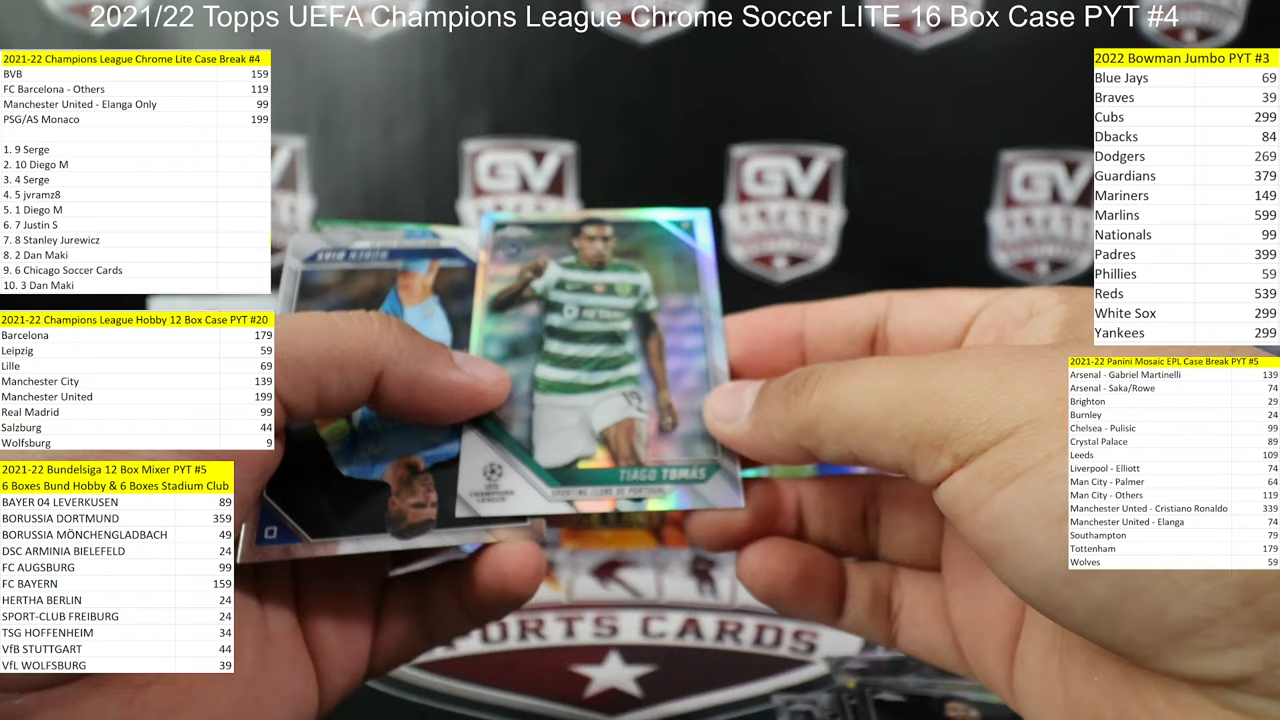 2021/22 Topps UEFA Champions League Chrome Soccer LITE 16 Box Case PYT #4
2021-22 Champions League Chrome Lite Case Break #4
BVB 159
FC Barcelona - Others 119
Manchester United - Elanga Only 99
PSG/AS Monaco 199
1. 9 Serge
2. 10 Diego M
3. 4 Serge
4. 5 jvramz8
5. 1 Diego M
6. 7 Justin S
7. 8 Stanley Jurewicz
8. 2 Dan Maki
9. 6 Chicago Soccer Cards
10. 3 Dan Maki
2021-22 Champions League Hobby 12 Box Case PYT #20
Barcelona 179
Leipzig 59
Lille 69
Manchester City 139
Manchester United 199
Real Madrid 99
Salzburg 44
Wolfsburg 9
2021-22 Bundelsiga 12 Box Mixer PYT #5
6 Boxes Bund Hobby & 6 Boxes Stadium Club
BAYER 04 LEVERKUSEN 89
BORUSSIA DORTMUND 359
BORUSSIA MÖNCHENGLADBACH 49
DSC ARMINIA BIELEFELD 24
FC AUGSBURG 99
FC BAYERN 159
HERTHA BERLIN 24
SPORT-CLUB FREIBURG 24
TSG HOFFENHEIM 34
VfB STUTTGART 44
VfL WOLFSBURG 39
2022 Bowman Jumbo PYT #3
Blue Jays 69
Braves 39
Cubs 299
Dbacks 84
Dodgers 269
Guardians 379
Mariners 149
Marlins 599
Nationals 99
Padres 399
Phillies 59
Reds 539
White Sox 299
Yankees 299
2021-22 Panini Mosaic EPL Case Break PYT #5
Arsenal - Gabriel Martinelli 139
Arsenal - Saka/Rowe 74
Brighton 29
Burnley 24
Chelsea - Pulisic 99
Crystal Palace 89
Leeds 109
Liverpool - Elliott 74
Man City - Palmer 64
Man City - Others 119
Manchester Unted - Cristiano Ronaldo 339
Manchester United - Elanga 74
Southampton 79
Tottenham 179
Wolves 59
GV
GV
GV
GV
RÚBEN DIAS
TIAGO TOMÁS
SPORTING CLUBE DE PORTUGAL
CHAMPIONS
LEAGUE
PORTS CARDS